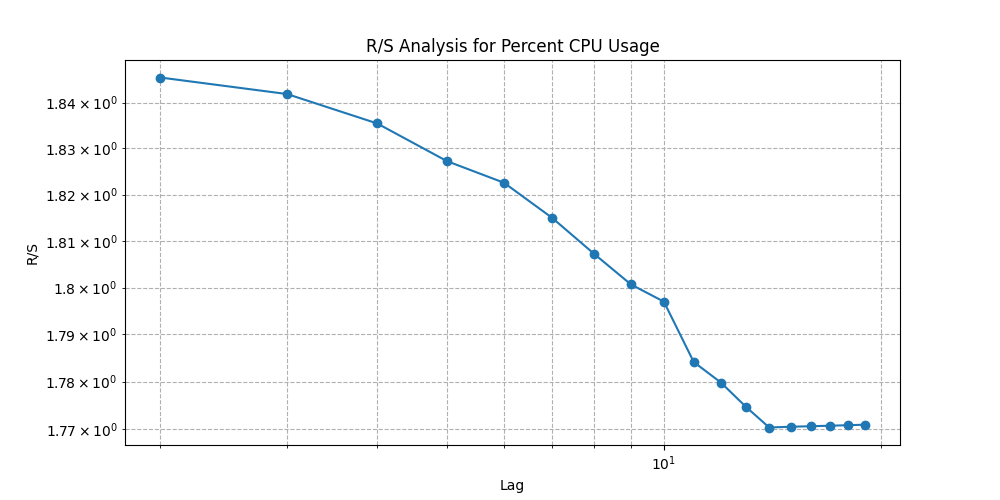 R/S Analysis for Percent CPU Usage
1.84 × 10⁰
1.83 × 10⁰
1.82 × 10⁰
1.81 × 10⁰
1.8 × 10⁰
1.79 × 10⁰
1.78 × 10⁰
1.77 × 10⁰
R/S
10¹
Lag